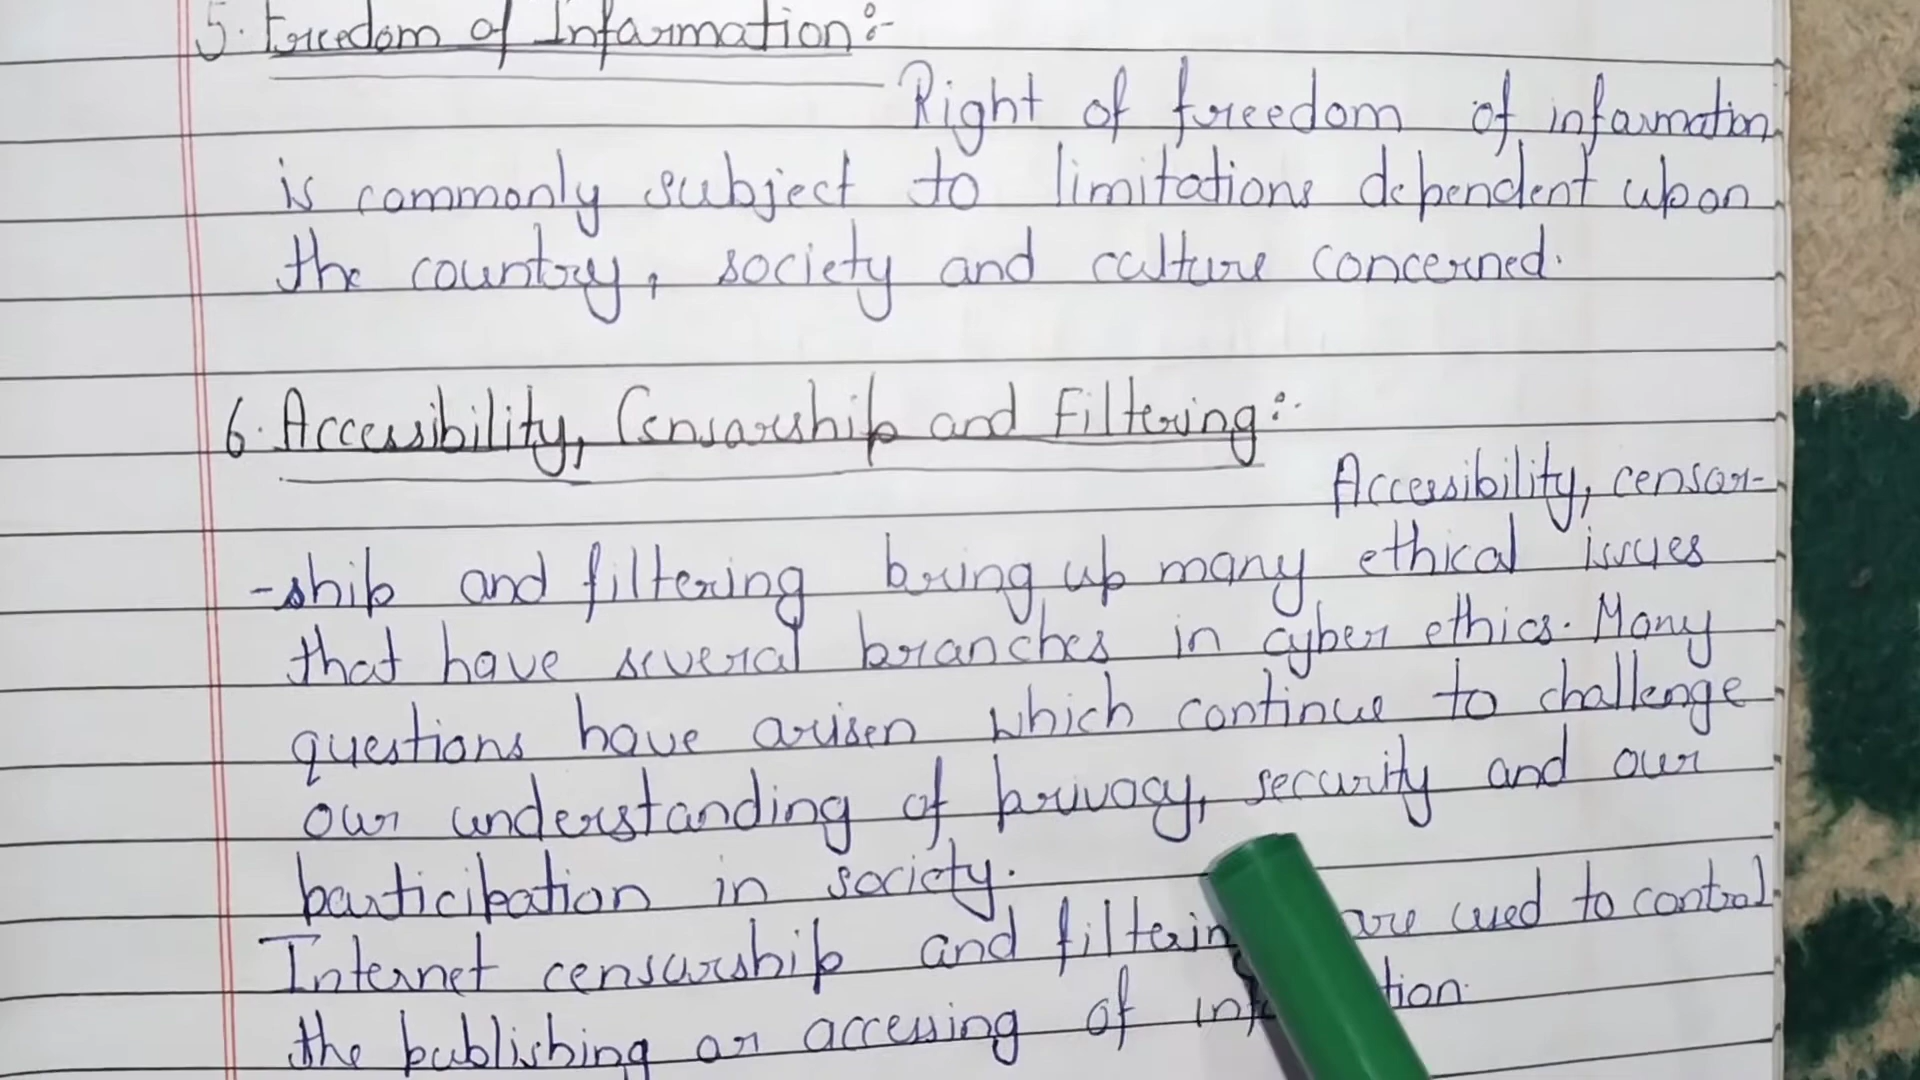 5. Freedom of Information:-
Right of freedom of information
is commonly subject to limitations dependent upon
the country, society and culture concerned.
6. Accessibility, Censorship and Filtering:-
Accessibility, censor-
-ship and filtering bring up many ethical issues
that have several branches in cyber ethics. Many
questions have arisen which continue to challenge
our understanding of privacy, security and our
participation in society.
Internet censorship and filtering are used to control
the publishing or accessing of